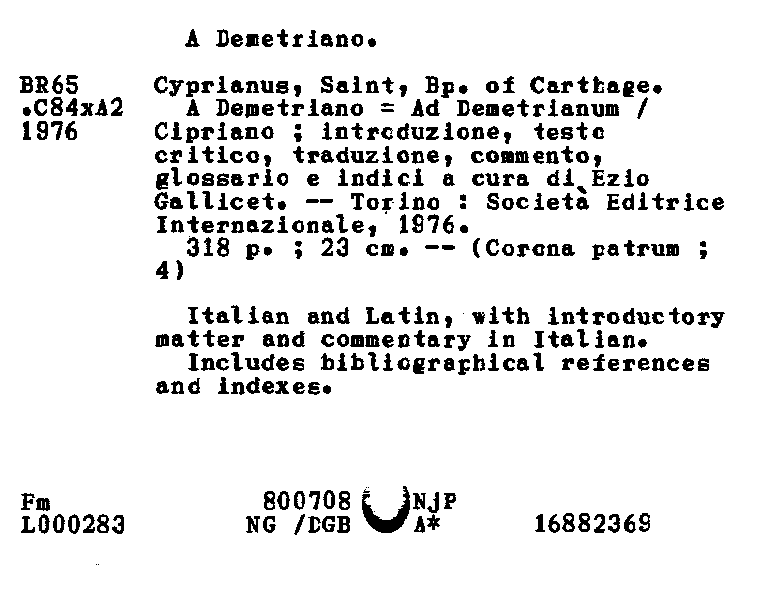 A Demetriano.
BR65 Cyprianus, Saint, Bp. of Carthage.
.C84xA2 A Demetriano = Ad Demetrianum /
1976 Cipriano ; introduzione, testo
critico, traduzione, commento,
glossario e indici a cura di Ezio
Gallicet. -- Torino : Società Editrice
Internazionale, 1976.
318 p. ; 23 cm. -- (Corona patrum ;
4)
Italian and Latin, with introductory
matter and commentary in Italian.
Includes bibliographical references
and indexes.
Fm 800708 NjP
L000283 NG /DGB A* 16882369